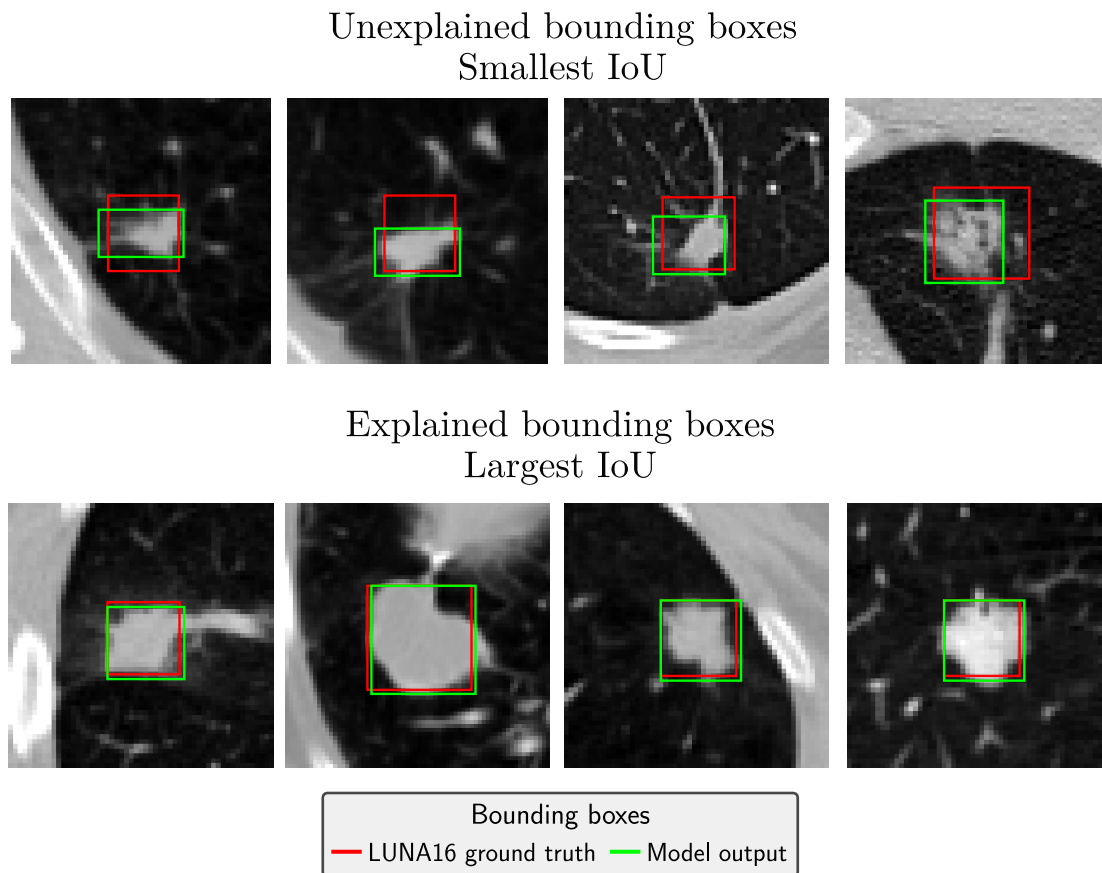 Unexplained bounding boxes
Smallest IoU
Explained bounding boxes
Largest IoU
Bounding boxes
LUNA16 ground truth
Model output